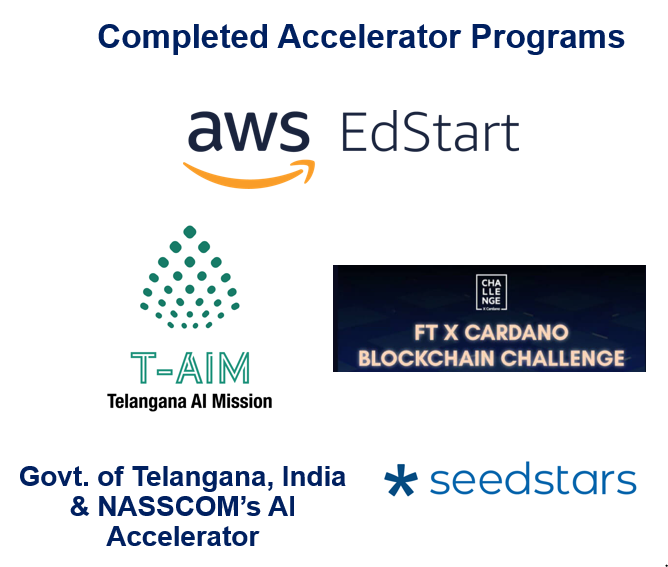 Completed Accelerator Programs
aws EdStart
T-AIM
Telangana AI Mission
CHA
LLE
NGE
X Cardano
FT X CARDANO
BLOCKCHAIN CHALLENGE
Govt. of Telangana, India
& NASSCOM’s AI
Accelerator
seedstars
.